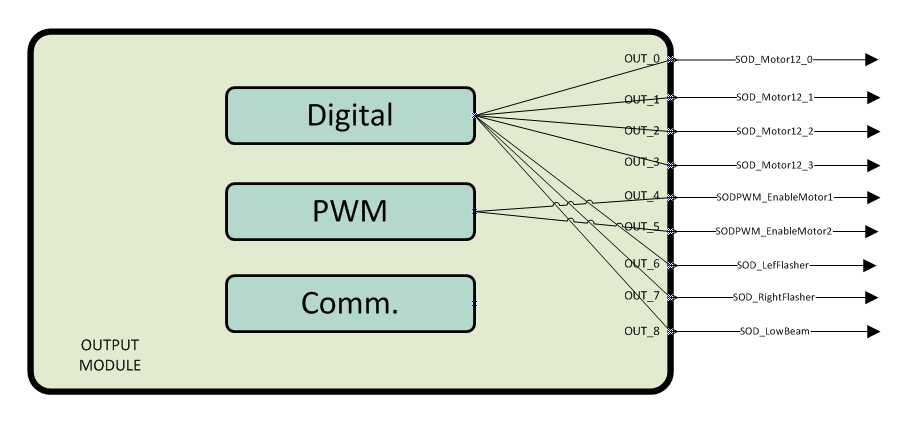 OUT_0 SOD_Motor12_0
Digital
OUT_1 SOD_Motor12_1
OUT_2 SOD_Motor12_2
OUT_3 SOD_Motor12_3
PWM
OUT_4 SODPWM_EnableMotor1
OUT_5 SODPWM_EnableMotor2
OUT_6 SOD_LefFlasher
Comm.
OUT_7 SOD_RightFlasher
OUT_8 SOD_LowBeam
OUTPUT
MODULE